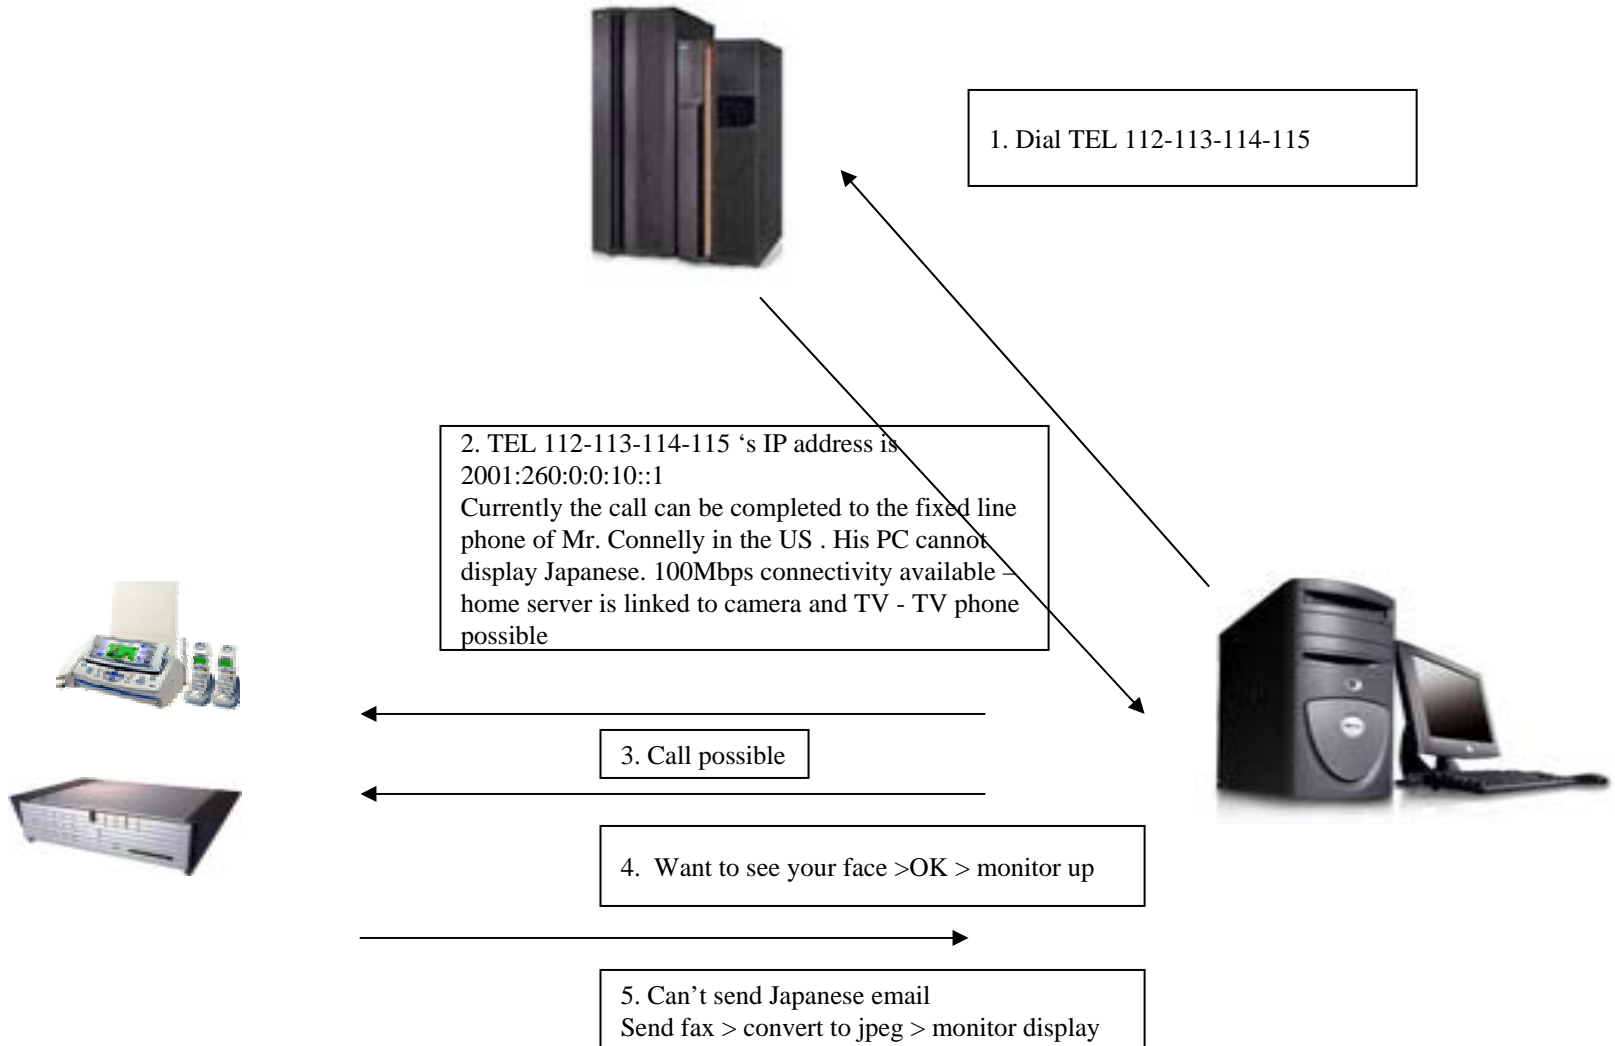 1. Dial TEL 112-113-114-115
2. TEL 112-113-114-115 ‘s IP address is
2001:260:0:0:10::1
Currently the call can be completed to the fixed line
phone of Mr. Connelly in the US . His PC cannot
display Japanese. 100Mbps connectivity available –
home server is linked to camera and TV - TV phone
possible
3. Call possible
4.  Want to see your face >OK > monitor up
5. Can’t send Japanese email
Send fax > convert to jpeg > monitor display